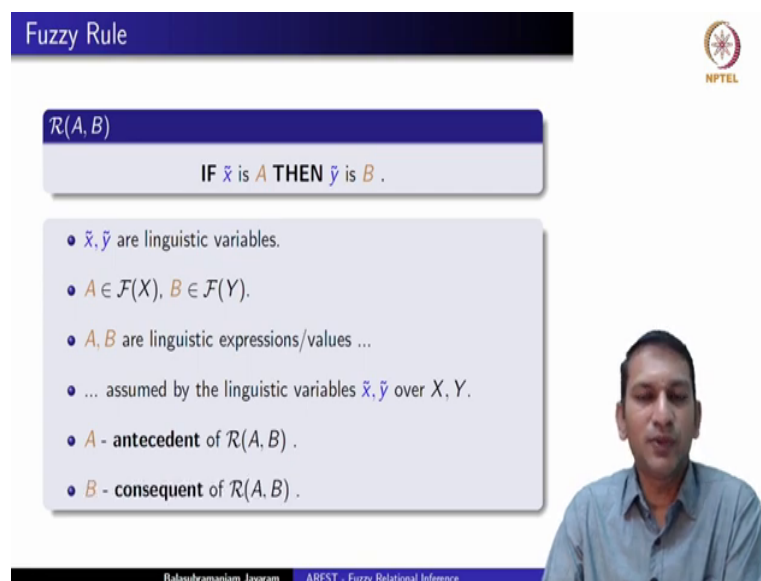 Fuzzy Rule
NPTEL
R(A, B)
IF x̃ is A THEN ỹ is B .
• x̃, ỹ are linguistic variables.
• A ∈ F(X), B ∈ F(Y).
• A, B are linguistic expressions/values ...
• ... assumed by the linguistic variables x̃, ỹ over X, Y.
• A - antecedent of R(A, B) .
• B - consequent of R(A, B) .
Balasubramaniam Jayaram AREST - Fuzzy Relational Inference